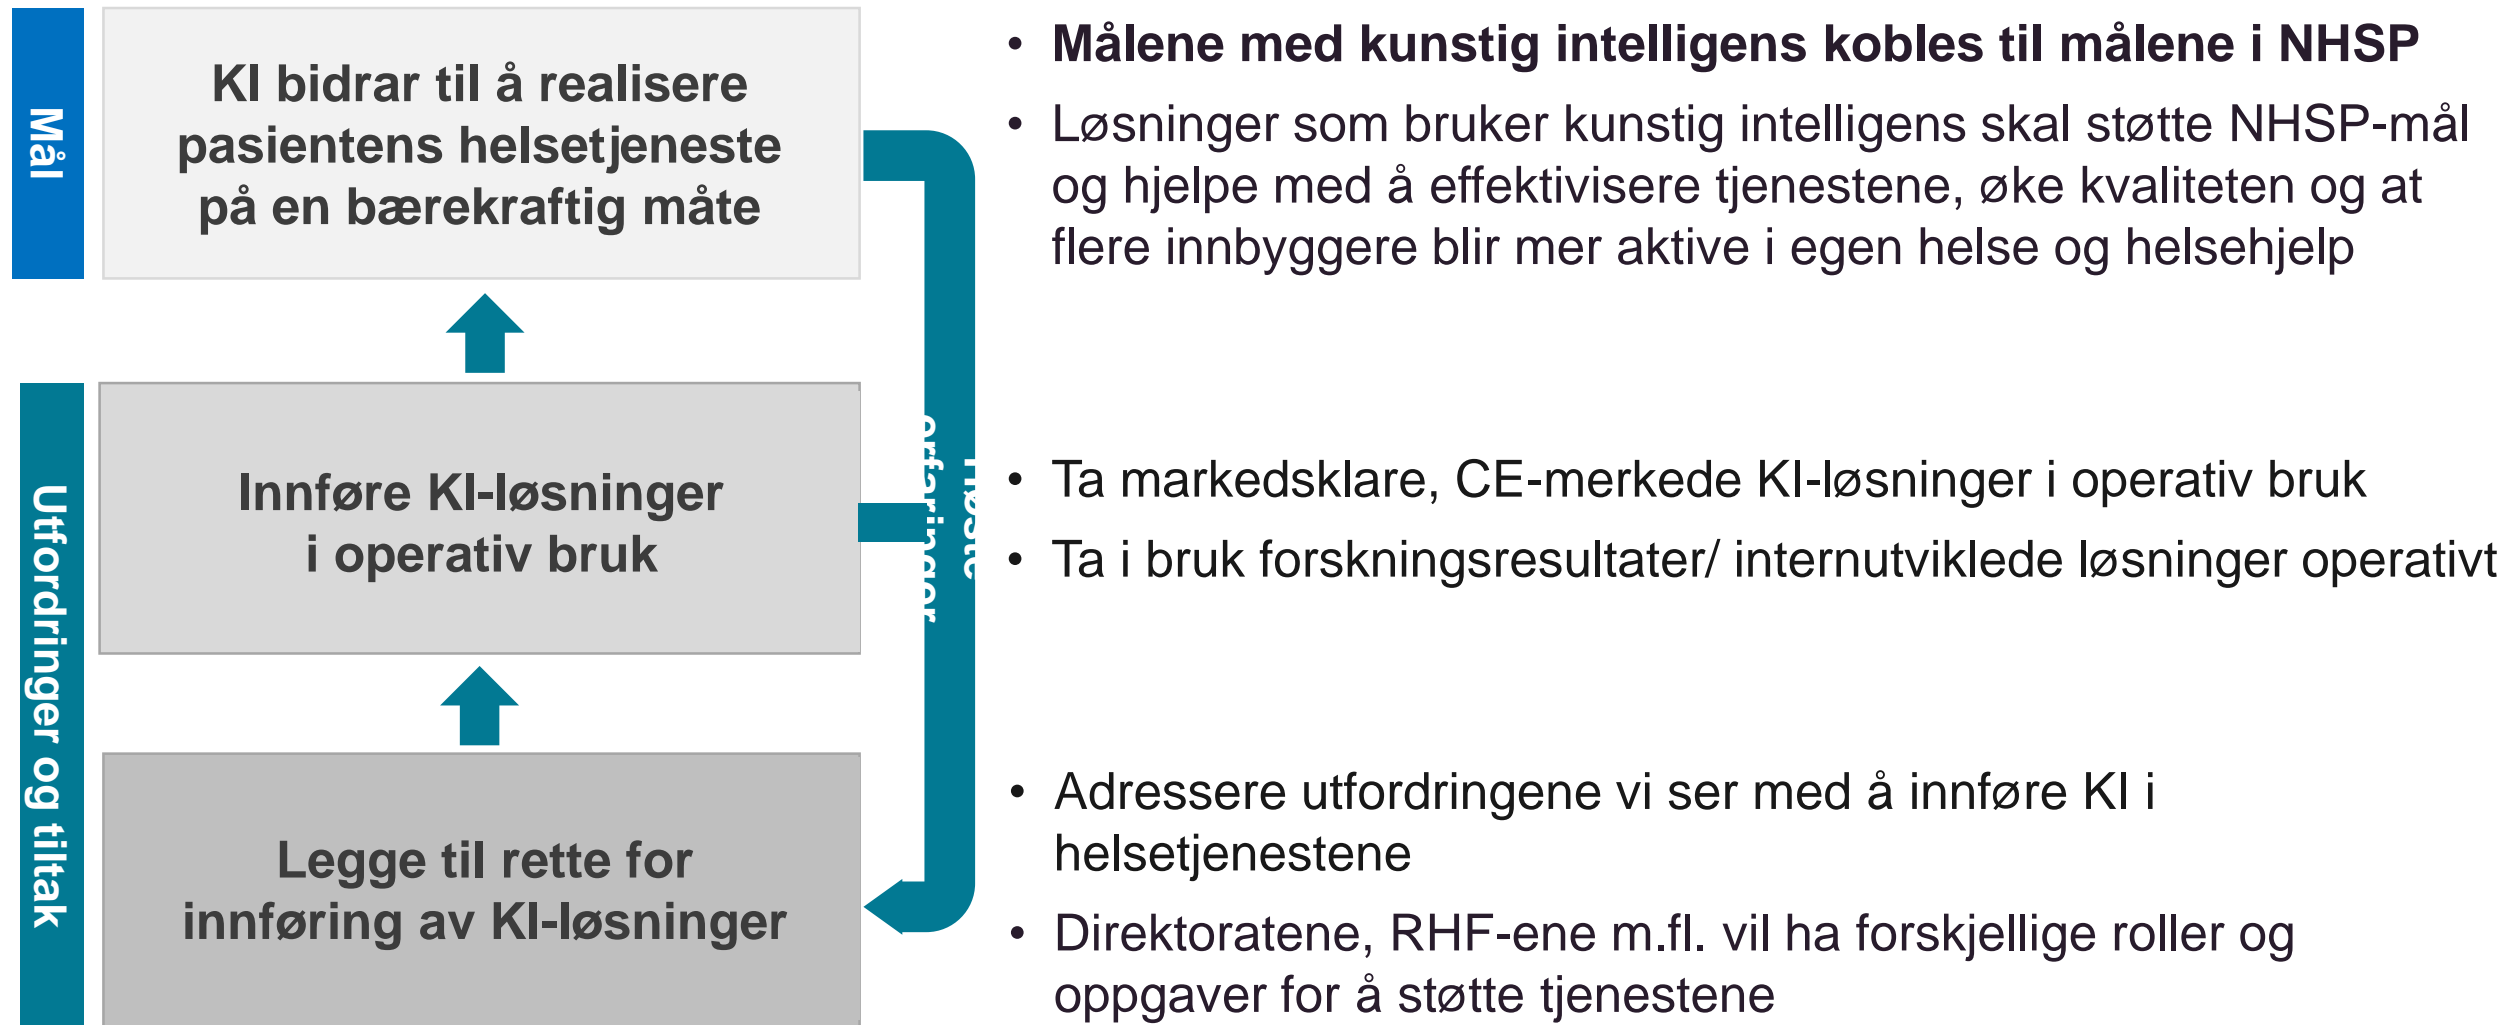 Mål
KI bidrar til å realisere
pasientens helsetjeneste
på en bærekraftig måte
• Målene med kunstig intelligens kobles til målene i NHSP
• Løsninger som bruker kunstig intelligens skal støtte NHSP-mål
og hjelpe med å effektivisere tjenestene, øke kvaliteten og at
flere innbyggere blir mer aktive i egen helse og helsehjelp
Utfordringer og tiltak
Innføre KI-løsninger
i operativ bruk
erfaringer
• Ta markedsklare, CE-merkede KI-løsninger i operativ bruk
• Ta i bruk forskningsresultater/ internutviklede løsninger operativt
Legge til rette for
innføring av KI-løsninger
• Adressere utfordringene vi ser med å innføre KI i
helsetjenestene
• Direktoratene, RHF-ene m.fl. vil ha forskjellige roller og
oppgaver for å støtte tjenestene